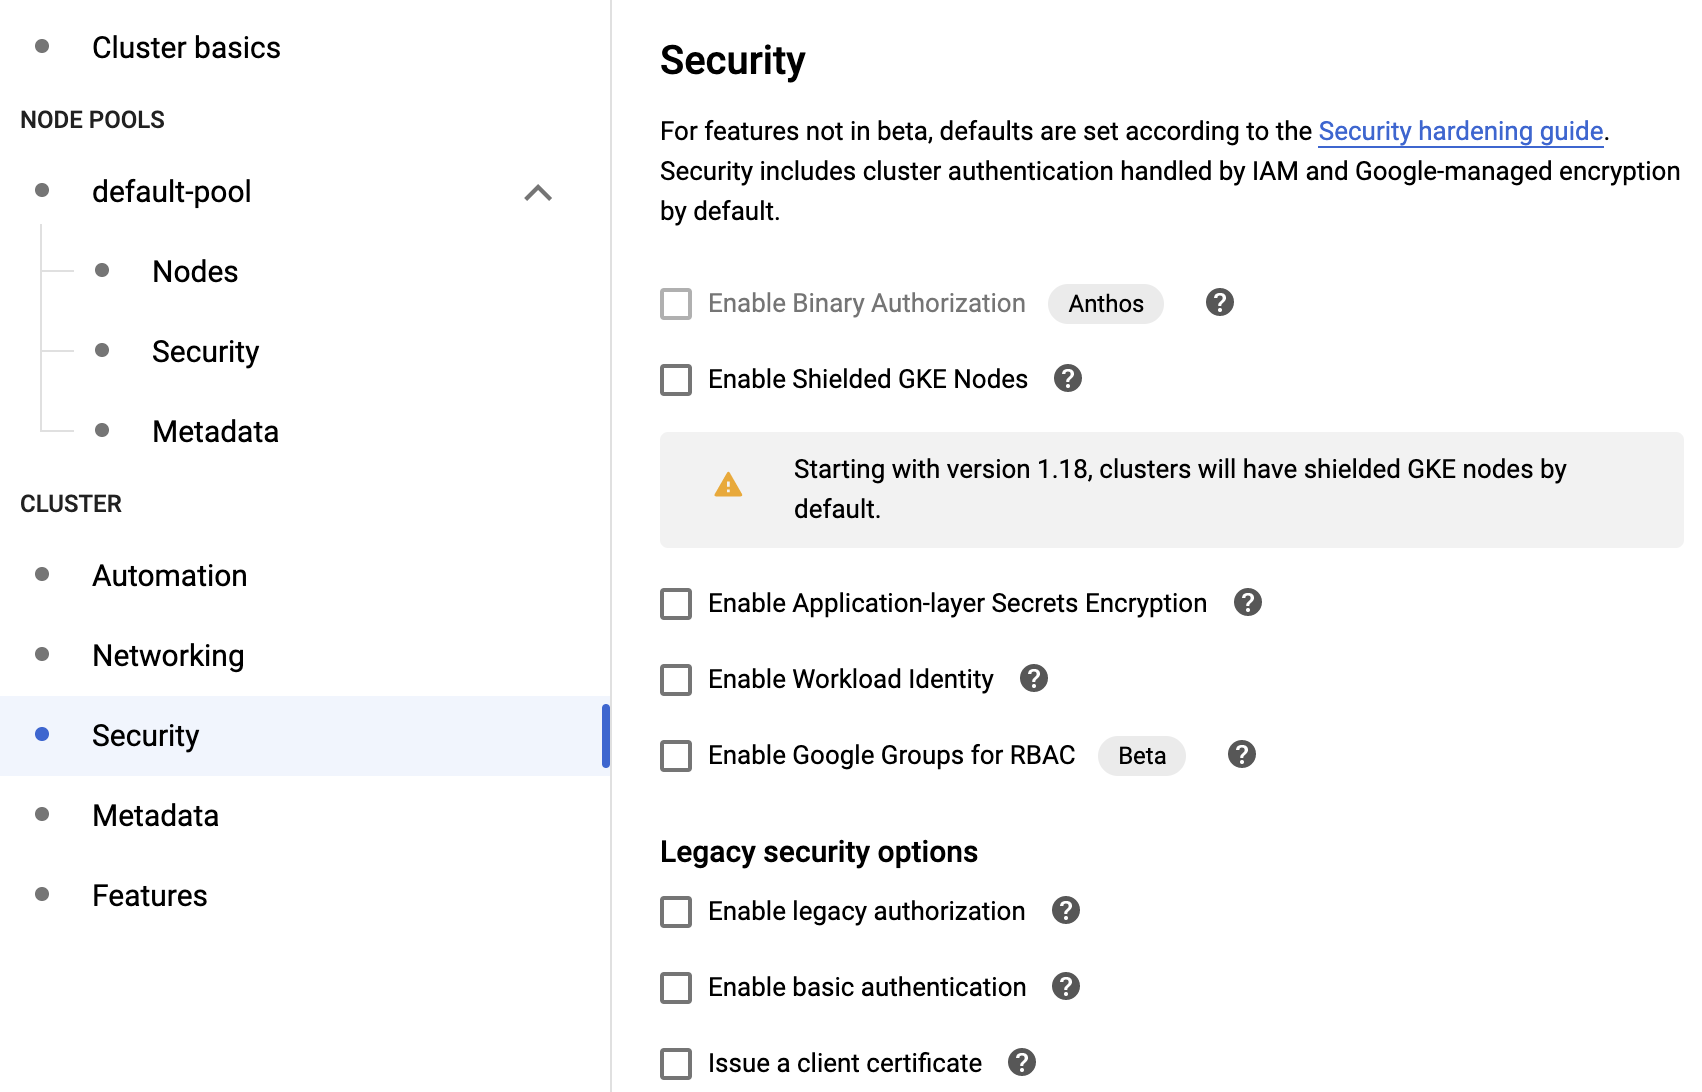 Cluster basics
NODE POOLS
default-pool
Nodes
Security
Metadata
CLUSTER
Automation
Networking
Security
Metadata
Features
Security
For features not in beta, defaults are set according to the Security hardening guide.
Security includes cluster authentication handled by IAM and Google-managed encryption
by default.
Enable Binary Authorization Anthos
Enable Shielded GKE Nodes
Starting with version 1.18, clusters will have shielded GKE nodes by
default.
Enable Application-layer Secrets Encryption
Enable Workload Identity
Enable Google Groups for RBAC Beta
Legacy security options
Enable legacy authorization
Enable basic authentication
Issue a client certificate